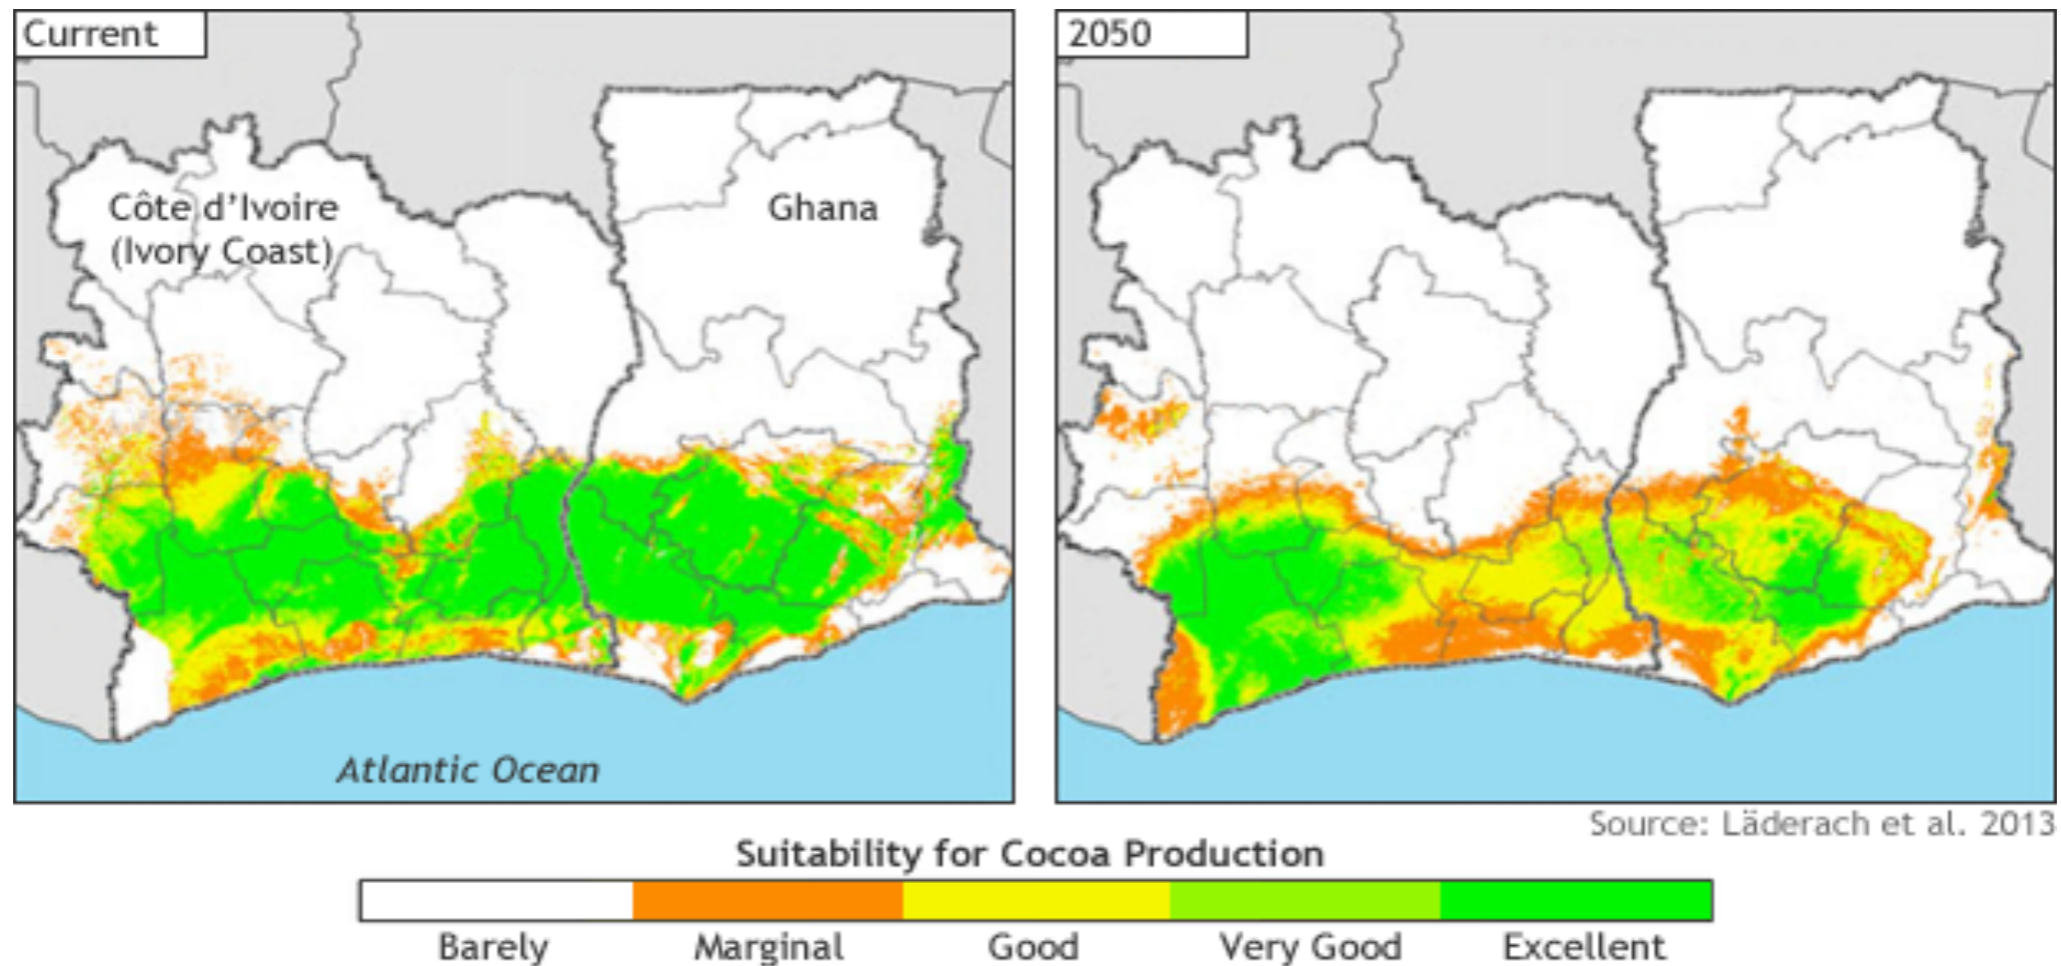 Current
2050
Côte d'Ivoire
(Ivory Coast)
Ghana
Atlantic Ocean
Source: Läderach et al. 2013
Suitability for Cocoa Production
Barely
Marginal
Good
Very Good
Excellent